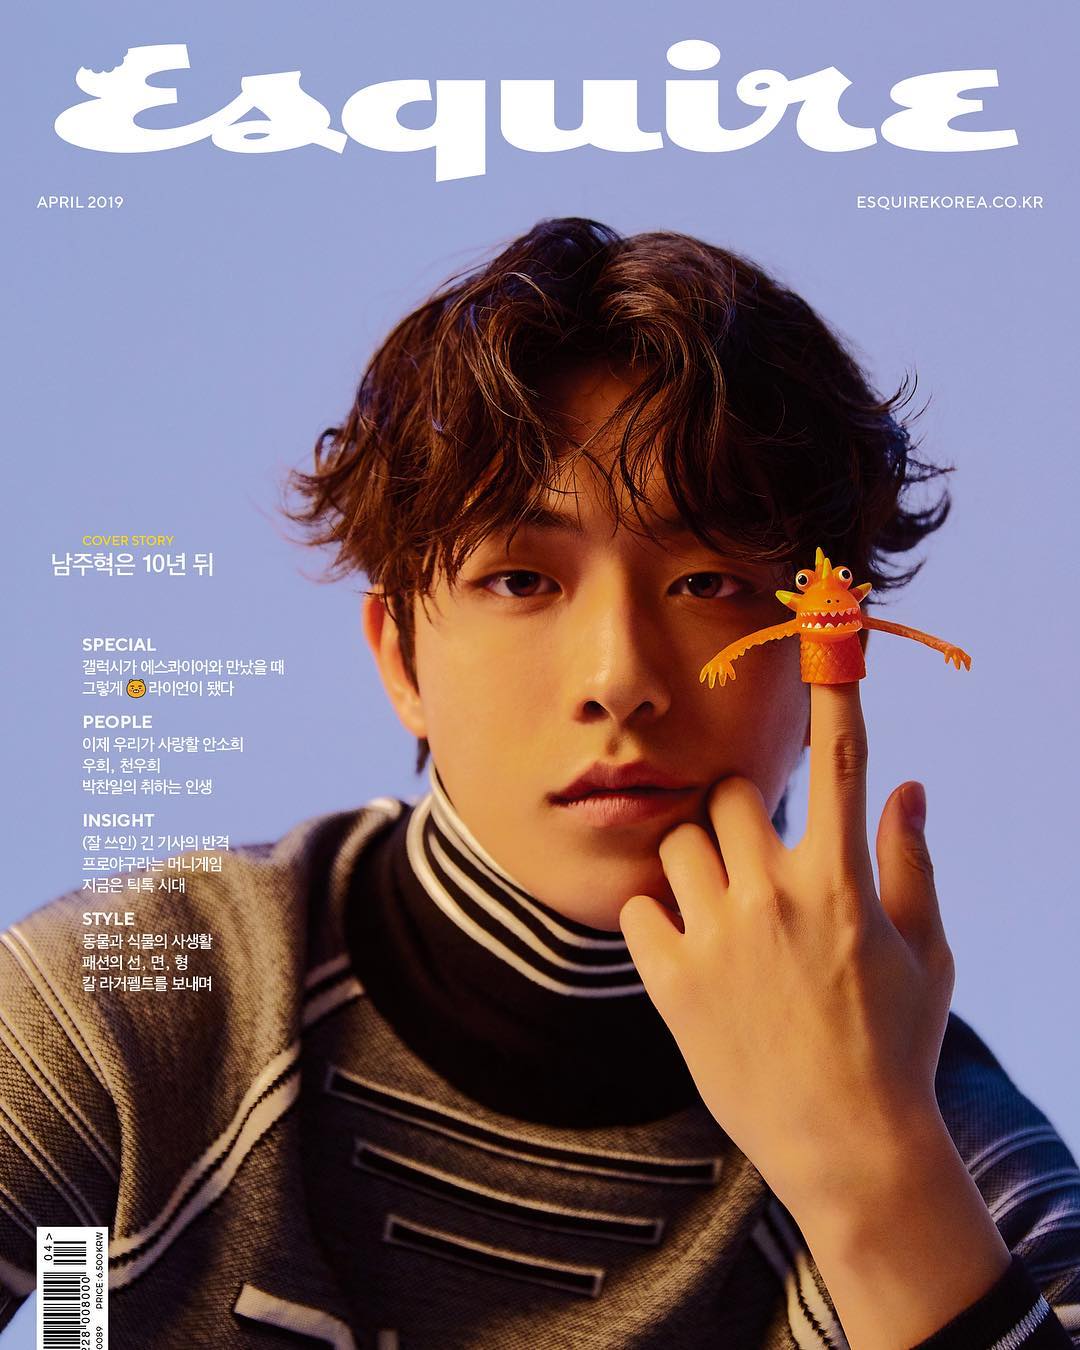 Esquire
APRIL 2019
ESQUIREKOREA.CO.KR
COVER STORY
남주혁은 10년 뒤
SPECIAL
갤럭시가 에스콰이어와 만났을 때
그렇게 라이언이 됐다
PEOPLE
이제 우리가 사랑할 안소희
우희, 천우희
박찬일의 취하는 인생
INSIGHT
(잘 쓰인) 긴 기사의 반격
프로야구라는 머니게임
지금은 틱톡 시대
STYLE
동물과 식물의 사생활
패션의 선, 면, 형
칼 라거펠트를 보내며
04>
PRICE:6,500KRW